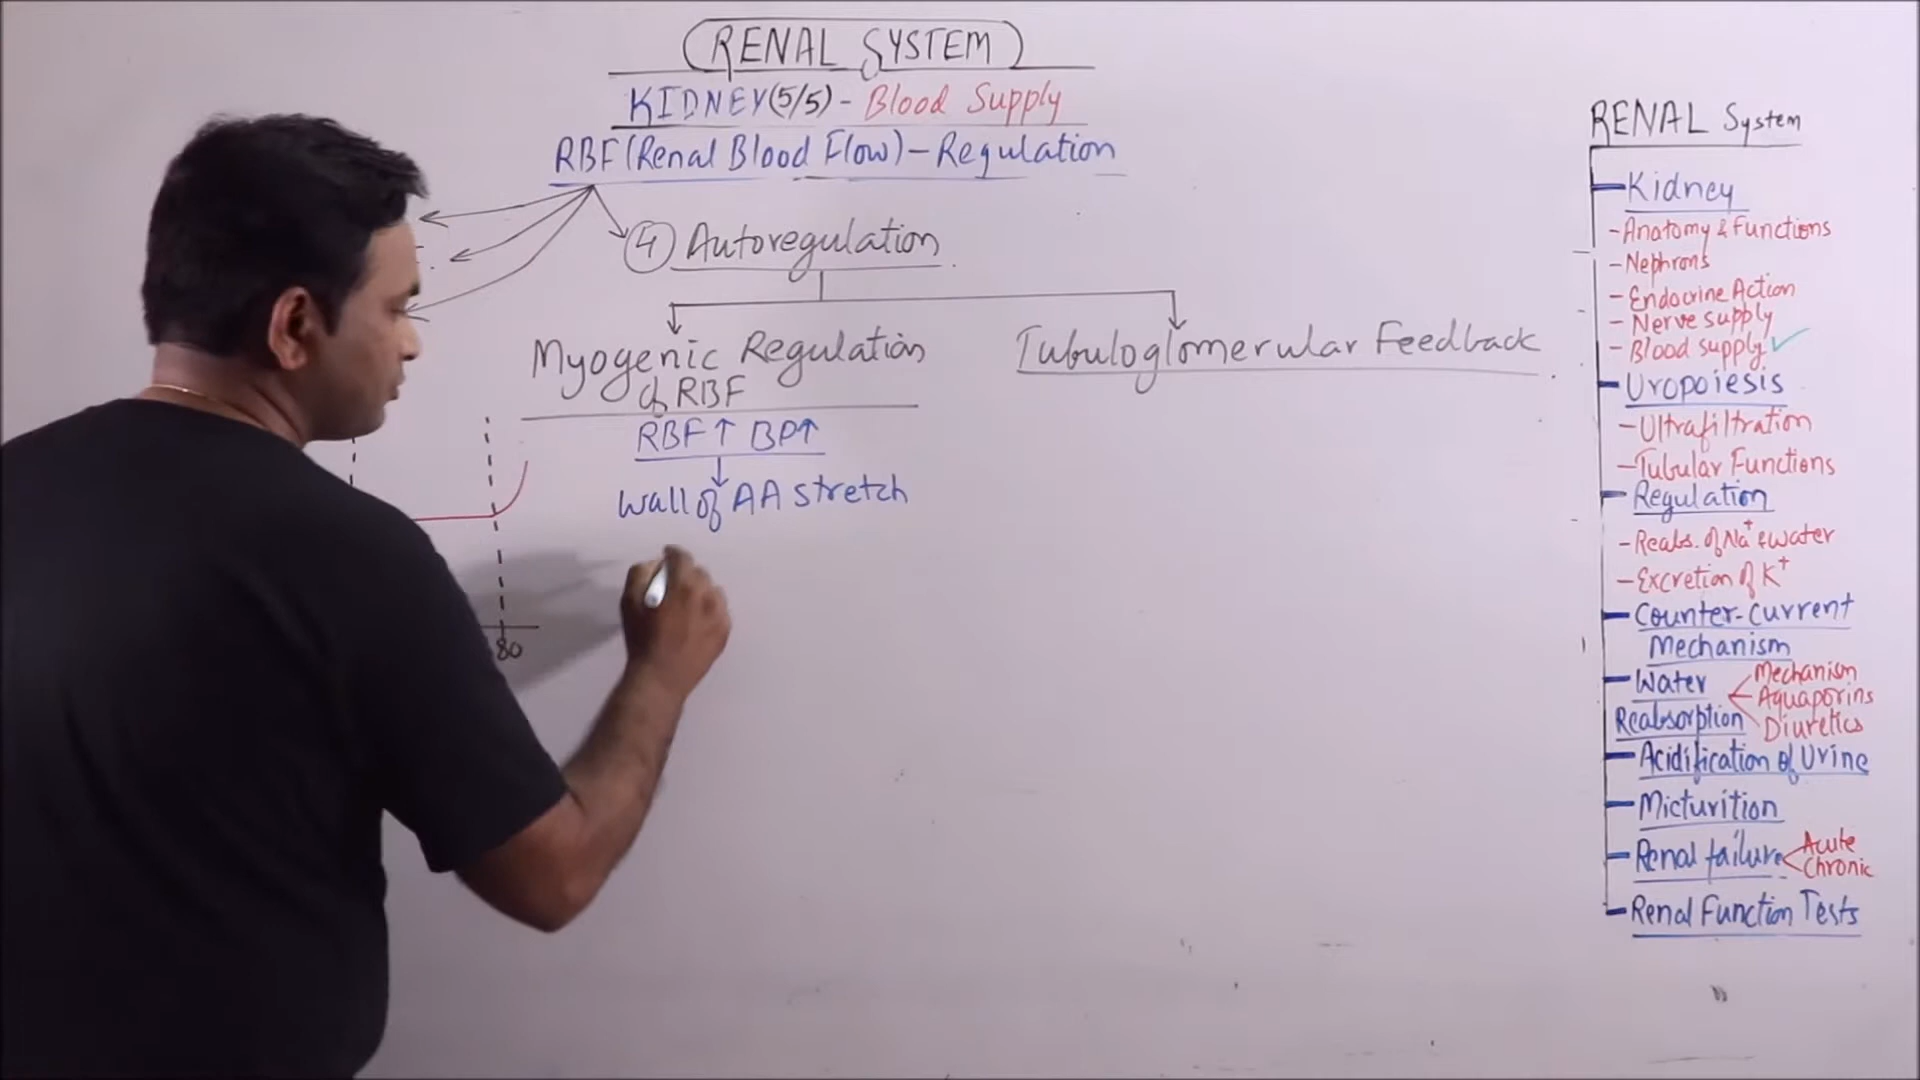 RENAL SYSTEM
KIDNEY(5/5) - Blood Supply
RBF(Renal Blood Flow) - Regulation
④ Autoregulation
Myogenic Regulation
of RBF
RBF↑ BP↑
Wall of AA stretch
Tubuloglomerular Feedback
80
RENAL System
Kidney
- Anatomy & Functions
- Nephrons
- Endocrine Action
- Nerve supply
- Blood supply ✓
Uropoiesis
- Ultrafiltration
- Tubular Functions
Regulation
- Reabs. of Na⁺ & water
- Excretion of K⁺
Counter-current
Mechanism
Water
Reabsorption
Mechanism
Aquaporins
Diuretics
Acidification of Urine
Micturition
Renal failure
Acute
Chronic
Renal Function Tests